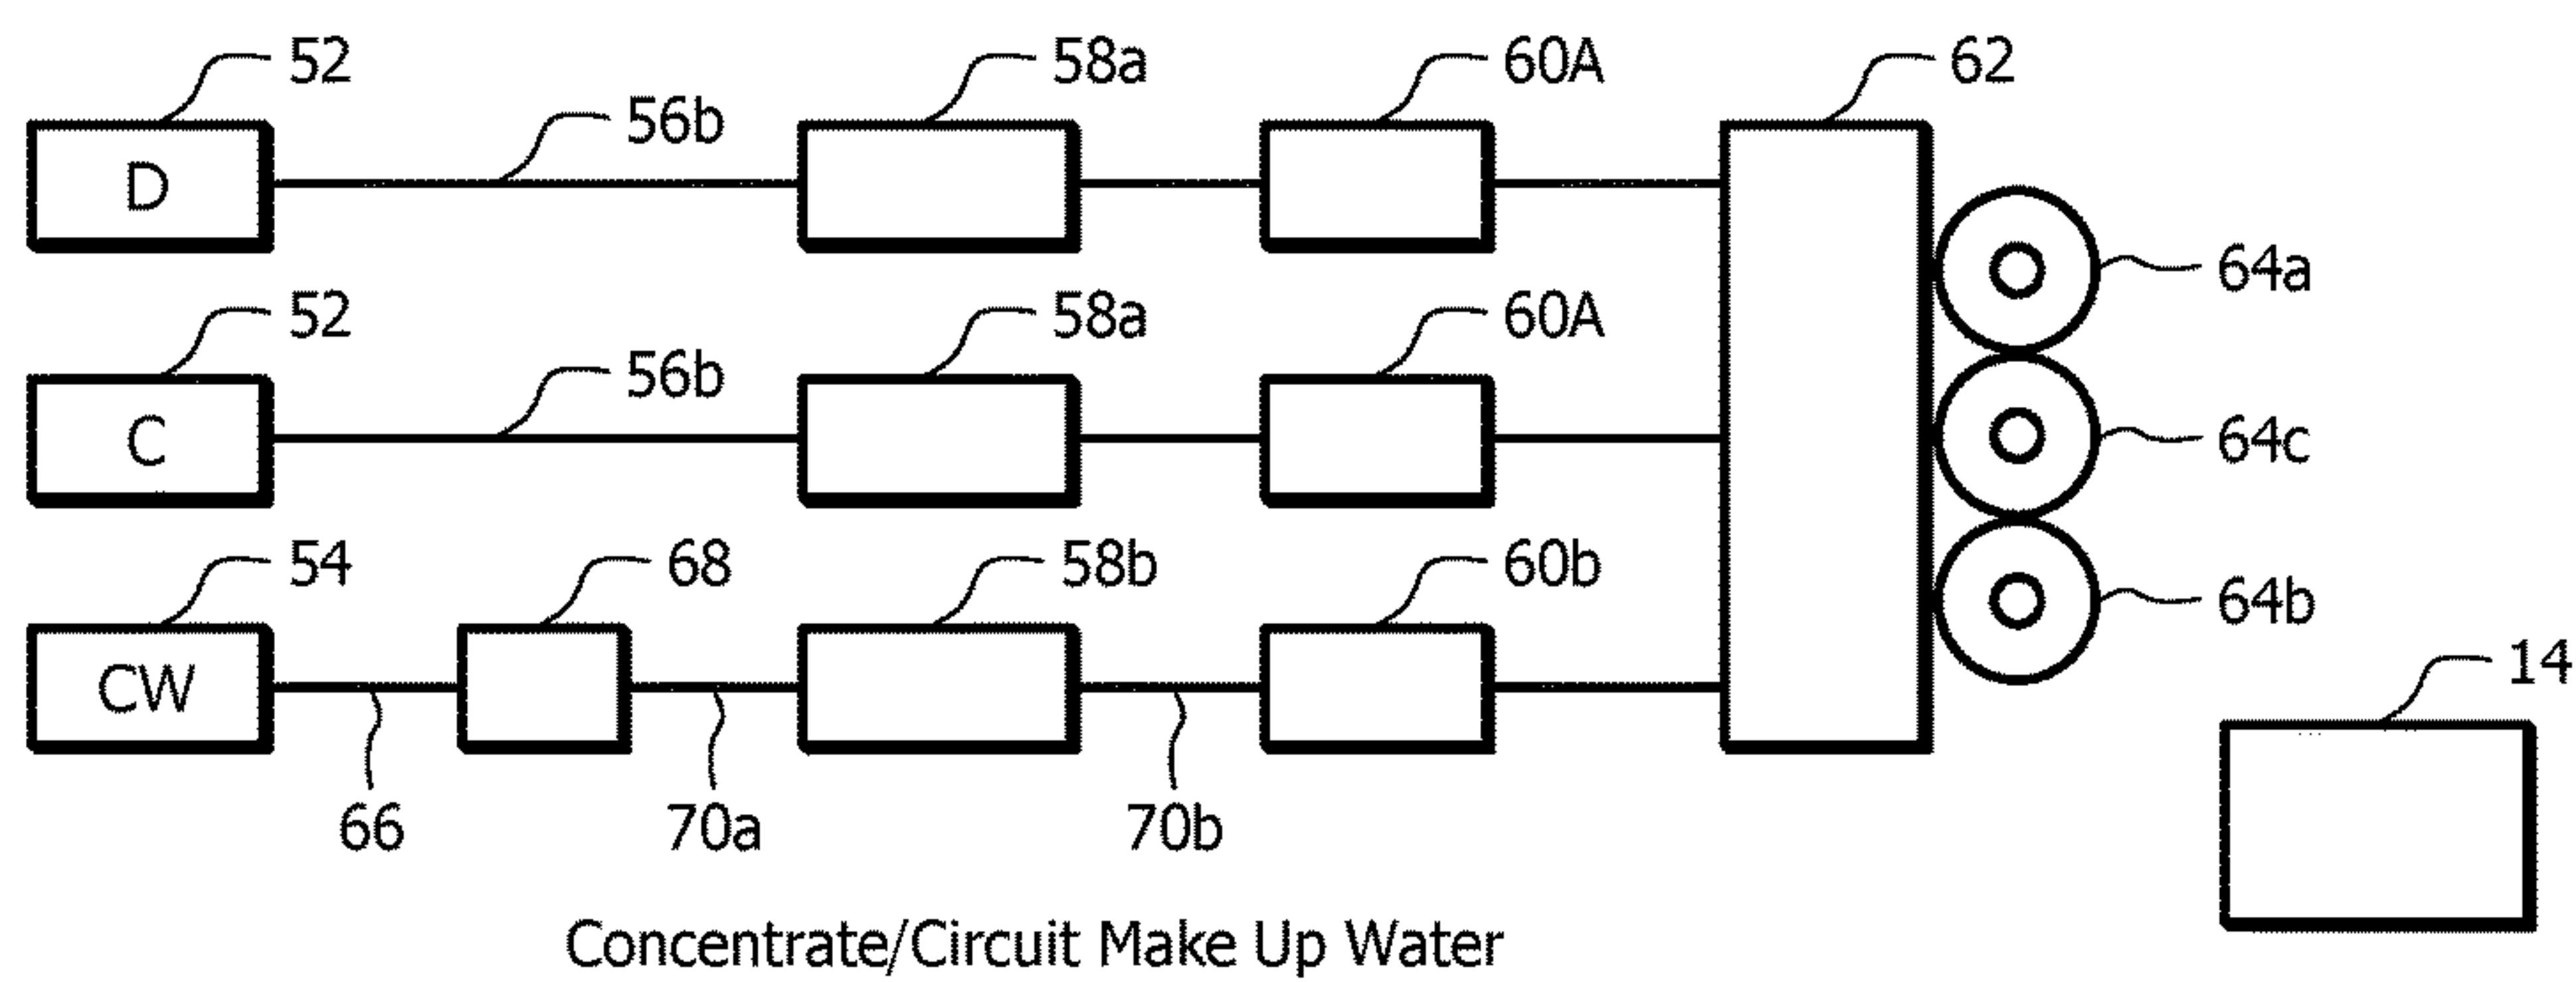 52 58a 60A 62
56b
D
64a
52 58a 60A
56b
C
64c
54 68 58b 60b
64b
CW
14
66 70a 70b
Concentrate/Circuit Make Up Water